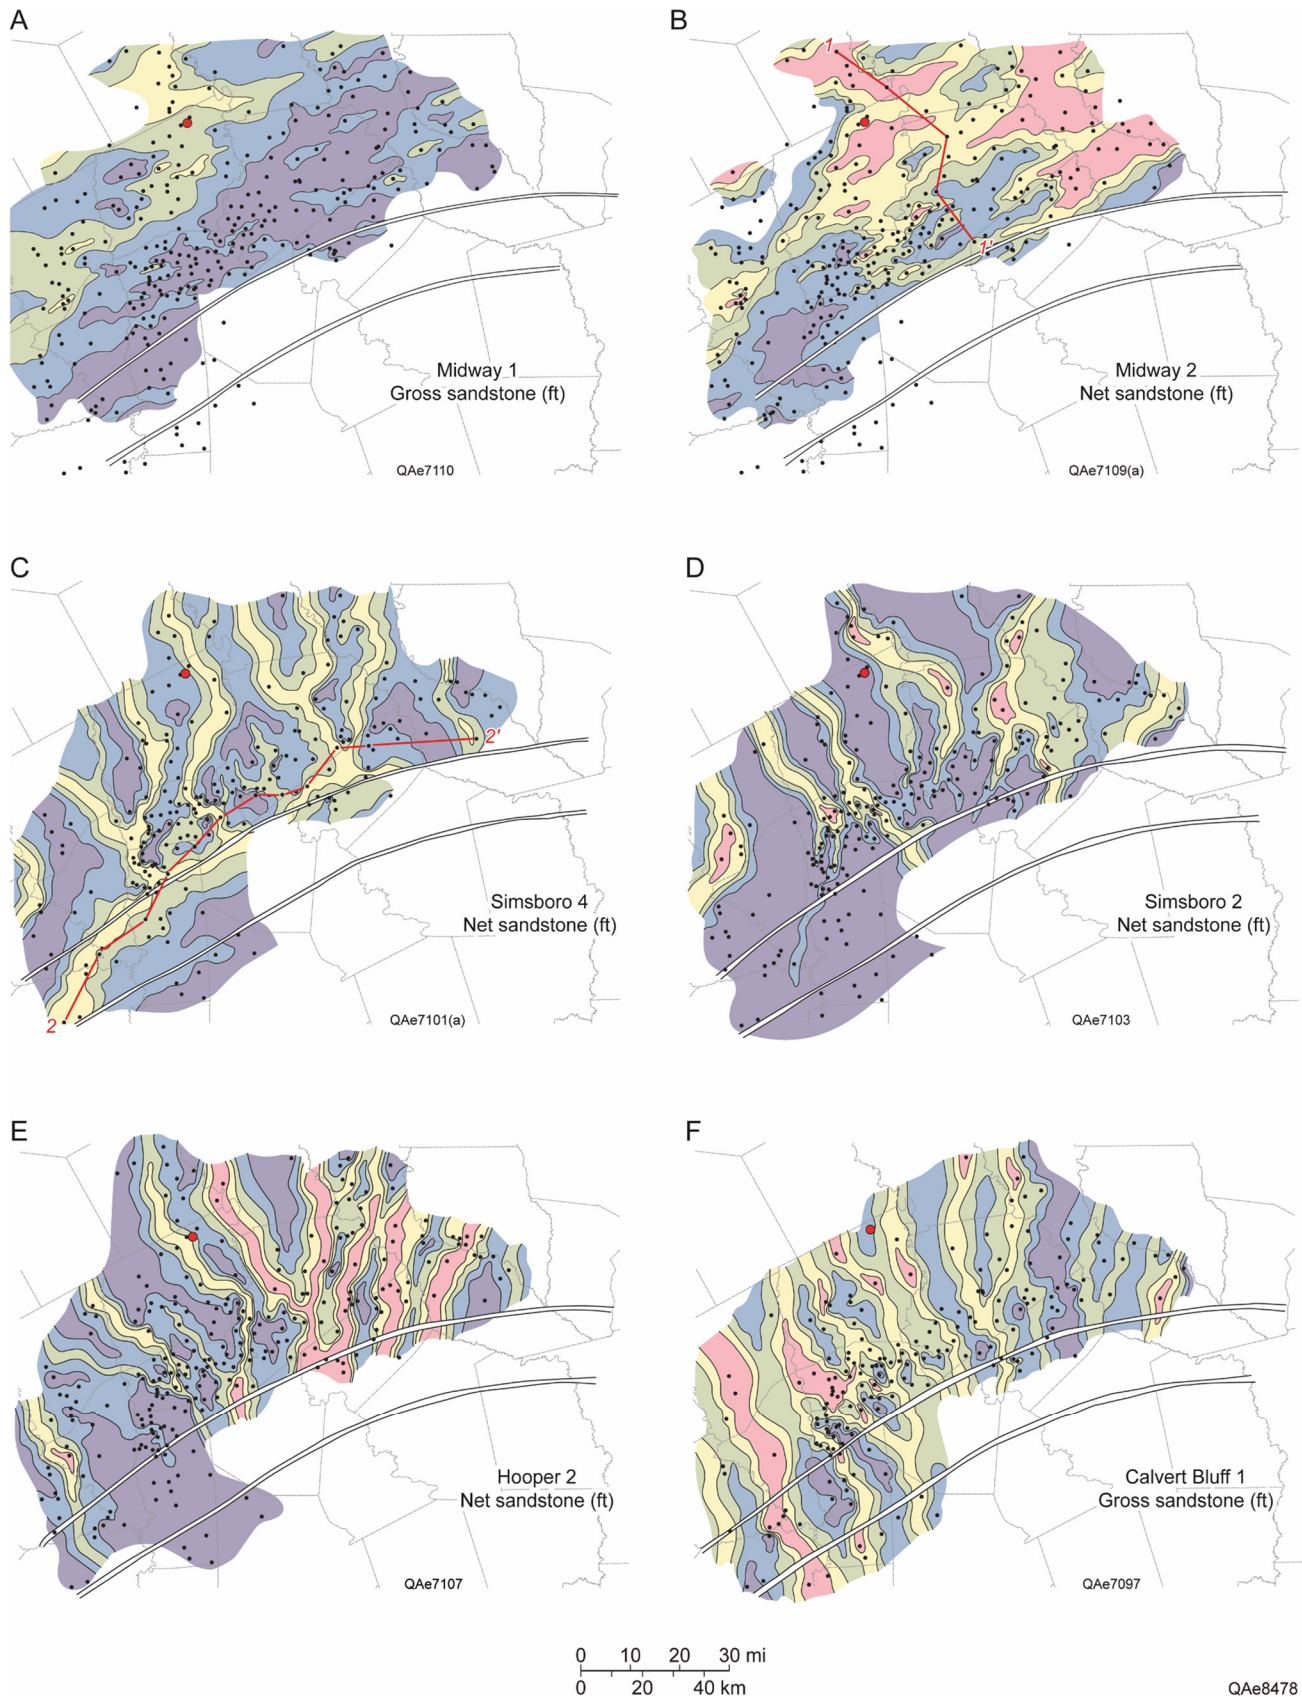 A
B
1
1'
Midway 1
Gross sandstone (ft)
QAe7110
Midway 2
Net sandstone (ft)
QAe7109(a)
C
D
2'
Simsboro 4
Net sandstone (ft)
2
QAe7101(a)
Simsboro 2
Net sandstone (ft)
QAe7103
E
F
Hooper 2
Net sandstone (ft)
QAe7107
Calvert Bluff 1
Gross sandstone (ft)
QAe7097
0 10 20 30 mi
0 20 40 km
QAe8478